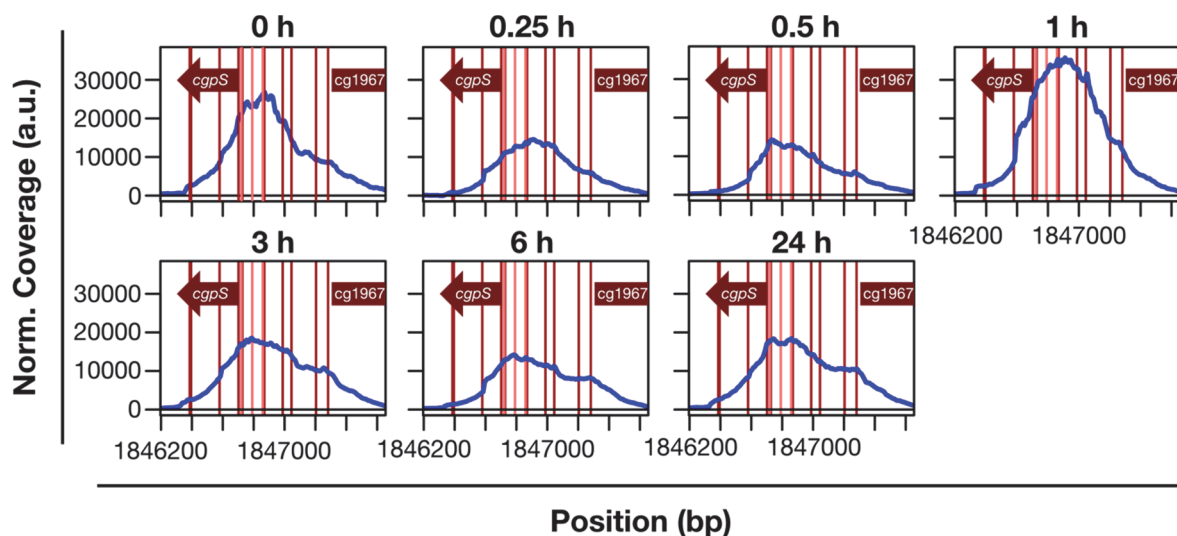 0 h 0.25 h 0.5 h 1 h
30000 cgpS cg1967 cgpS cg1967 cgpS cg1967 cgpS cg1967
20000
10000
0
1846200 1847000
3 h 6 h 24 h
30000 cgpS cg1967 cgpS cg1967 cgpS cg1967
20000
10000
0
1846200 1847000 1846200 1847000 1846200 1847000
Norm. Coverage (a.u.)
Position (bp)